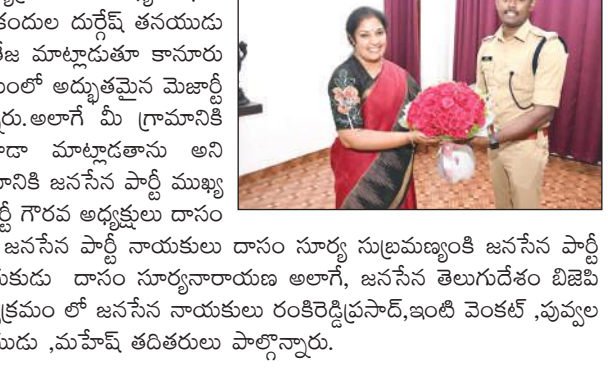 కందుల దుర్గేష్ తనయుడు
తేజ మాట్లాడుతూ కానూరు
లో అద్భుతమైన మెజార్టీ
రు.అలాగే మీ గ్రామానికి
డా మాట్లాడతాను అని
నికి జనసేన పార్టీ ముఖ్య
ర్టీ గౌరవ అధ్యక్షులు దాసం
జనసేన పార్టీ నాయకులు దాసం సూర్య సుబ్రమణ్యంకి జనసేన పార్టీ
దాసం సూర్యనారాయణ అలాగే, జనసేన తెలుగుదేశం బిజెపి
క్రమం లో జనసేన నాయకులు రంకిరెడ్డిప్రసాద్,ఇంటి వెంకట్ ,పువ్వల
యుడు ,మహేష్ తదితరులు పాల్గొన్నారు.